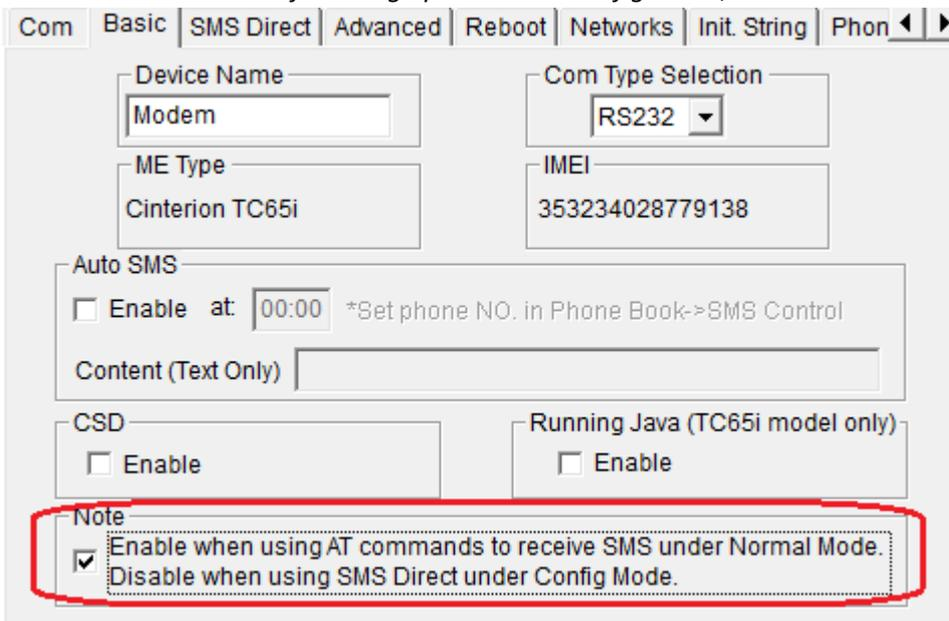 Com Basic SMS Direct Advanced Reboot Networks Init. String Phon
Device Name
Com Type Selection
Modem
RS232
ME Type
IMEI
Cinterion TC65i
353234028779138
Auto SMS
Enable at: 00:00 *Set phone NO. in Phone Book->SMS Control
Content (Text Only)
CSD
Running Java (TC65i model only)
Enable
Enable
Note
Enable when using AT commands to receive SMS under Normal Mode.
Disable when using SMS Direct under Config Mode.